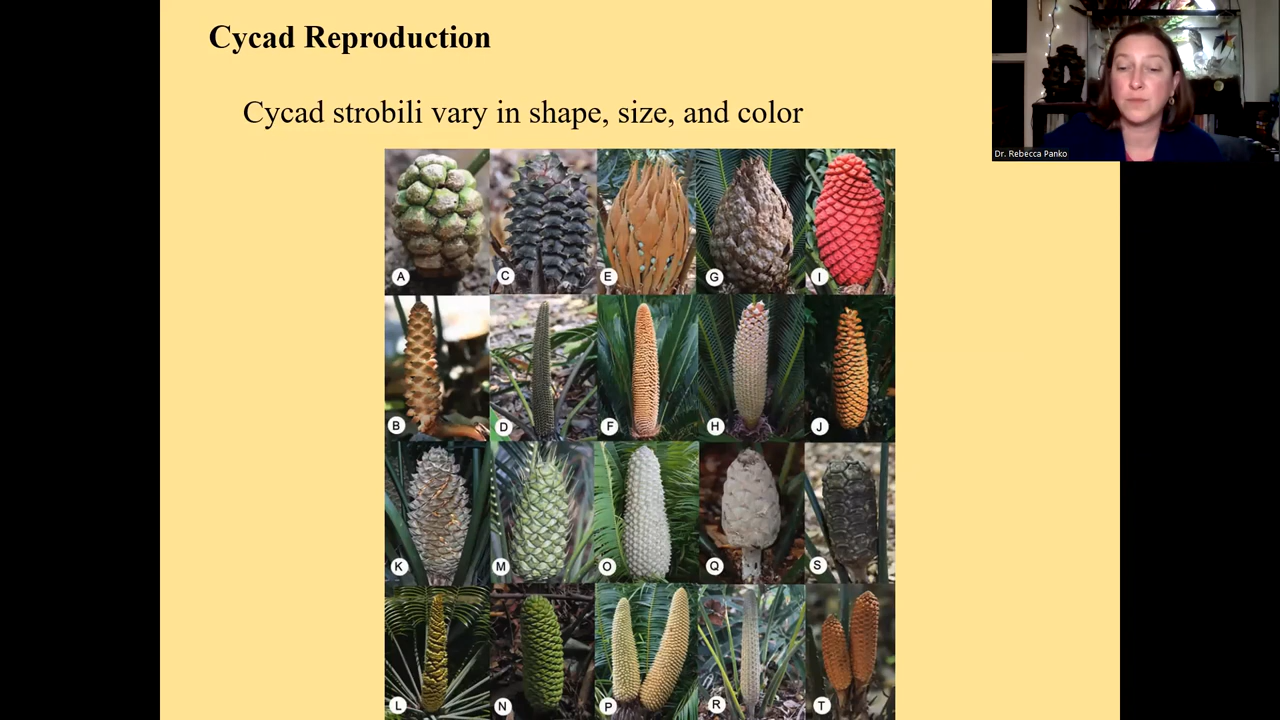 Cycad Reproduction
Dr. Rebecca Panko
Cycad strobili vary in shape, size, and color
A
C
E
G
I
B
D
F
H
J
K
M
O
Q
S
L
N
P
R
T